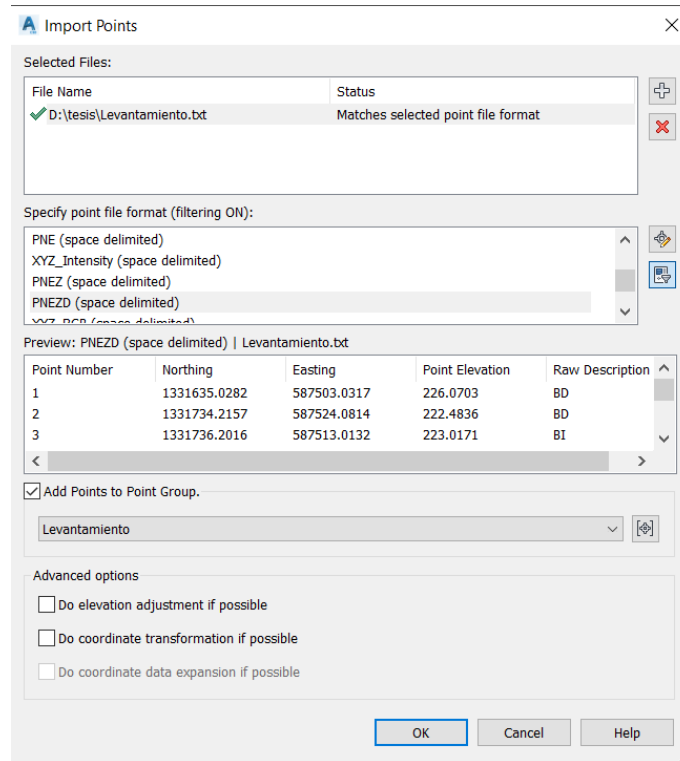 Import Points
Selected Files:
File Name Status
D:\tesis\Levantamiento.txt Matches selected point file format
Specify point file format (filtering ON):
PNE (space delimited)
XYZ_Intensity (space delimited)
PNEZ (space delimited)
PNEZD (space delimited)
XYZ_RGB (space delimited)
Preview: PNEZD (space delimited) | Levantamiento.txt
Point Number Northing Easting Point Elevation Raw Description
1 1331635.0282 587503.0317 226.0703 BD
2 1331734.2157 587524.0814 222.4836 BD
3 1331736.2016 587513.0132 223.0171 BI
Add Points to Point Group.
Levantamiento
Advanced options
Do elevation adjustment if possible
Do coordinate transformation if possible
Do coordinate data expansion if possible
OK Cancel Help